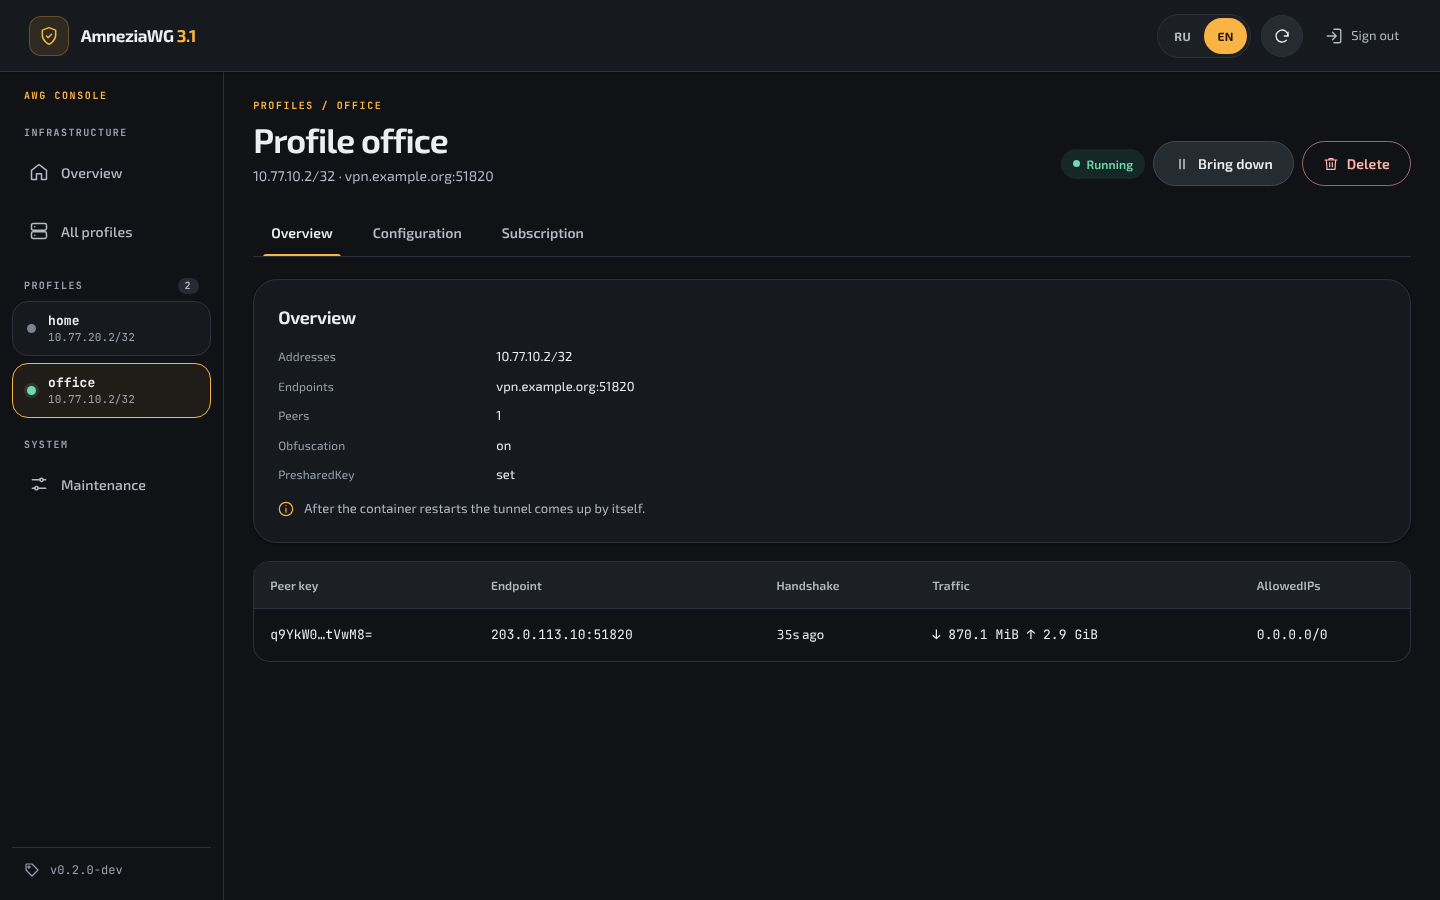 AmneziaWG 3.1
RU EN Sign out
AWG CONSOLE
INFRASTRUCTURE
Overview
All profiles
PROFILES 2
home
10.77.20.2/32
office
10.77.10.2/32
SYSTEM
Maintenance
v0.2.0-dev
PROFILES / OFFICE
Profile office
10.77.10.2/32 · vpn.example.org:51820
Running Bring down Delete
Overview Configuration Subscription
Overview
Addresses 10.77.10.2/32
Endpoints vpn.example.org:51820
Peers 1
Obfuscation on
PresharedKey set
After the container restarts the tunnel comes up by itself.
Peer key Endpoint Handshake Traffic AllowedIPs
q9YkW0…tVwM8= 203.0.113.10:51820 35s ago ↓ 870.1 MiB ↑ 2.9 GiB 0.0.0.0/0